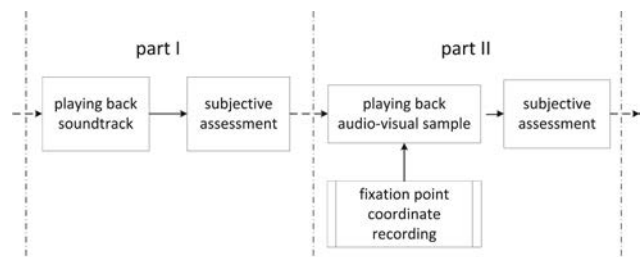 part I
part II
playing back
soundtrack
subjective
assessment
playing back
audio-visual sample
subjective
assessment
fixation point
coordinate
recording